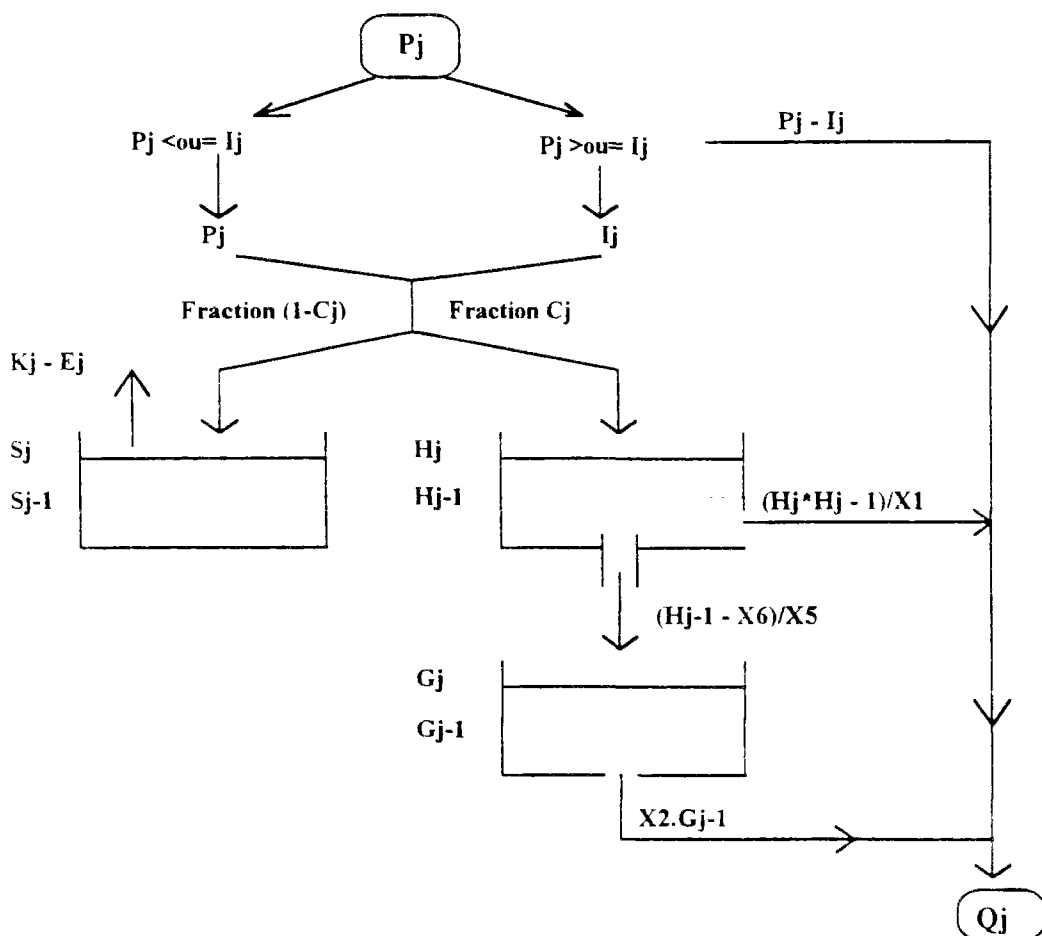 Pj
Pj - Ij
Pj <ou= Ij
Pj >ou= Ij
Pj
Ij
Fraction (1-Cj)
Fraction Cj
Kj - Ej
Sj
Hj
Sj-1
Hj-1
(Hj*Hj - 1)/X1
(Hj-1 - X6)/X5
Gj
Gj-1
X2.Gj-1
Qj